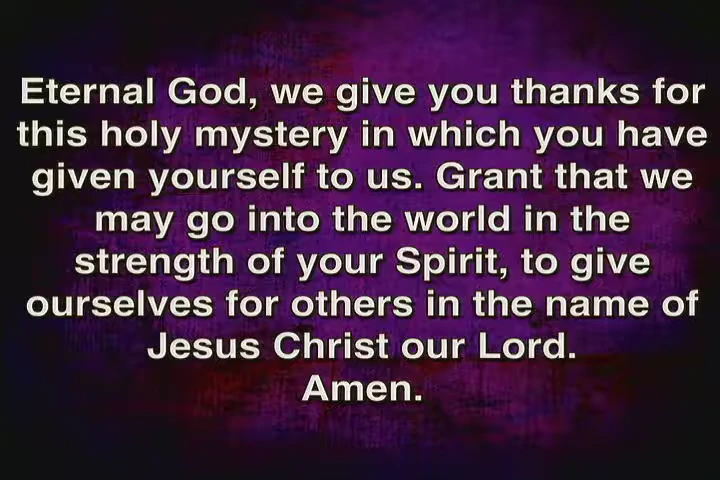 Eternal God, we give you thanks for
this holy mystery in which you have
given yourself to us. Grant that we
may go into the world in the
strength of your Spirit, to give
ourselves for others in the name of
Jesus Christ our Lord.
Amen.